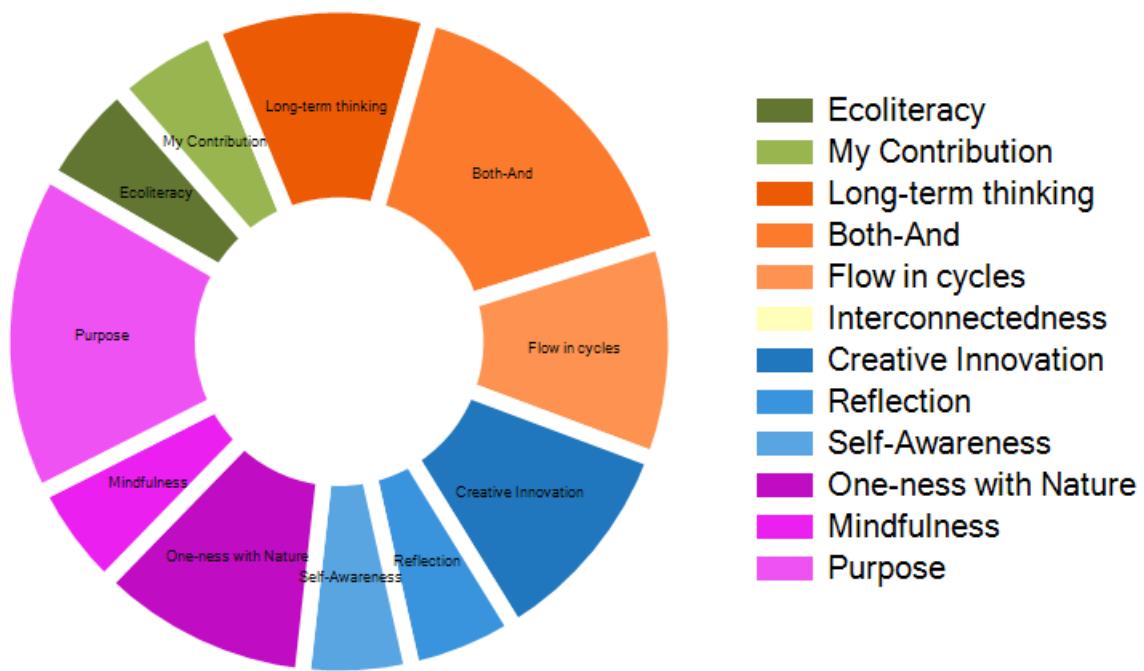 Long-term thinking
My Contribution
Both-And
Ecoliteracy
Purpose
Flow in cycles
Mindfulness
Creative Innovation
One-ness with Nature
Reflection
Self-Awareness
Ecoliteracy
My Contribution
Long-term thinking
Both-And
Flow in cycles
Interconnectedness
Creative Innovation
Reflection
Self-Awareness
One-ness with Nature
Mindfulness
Purpose